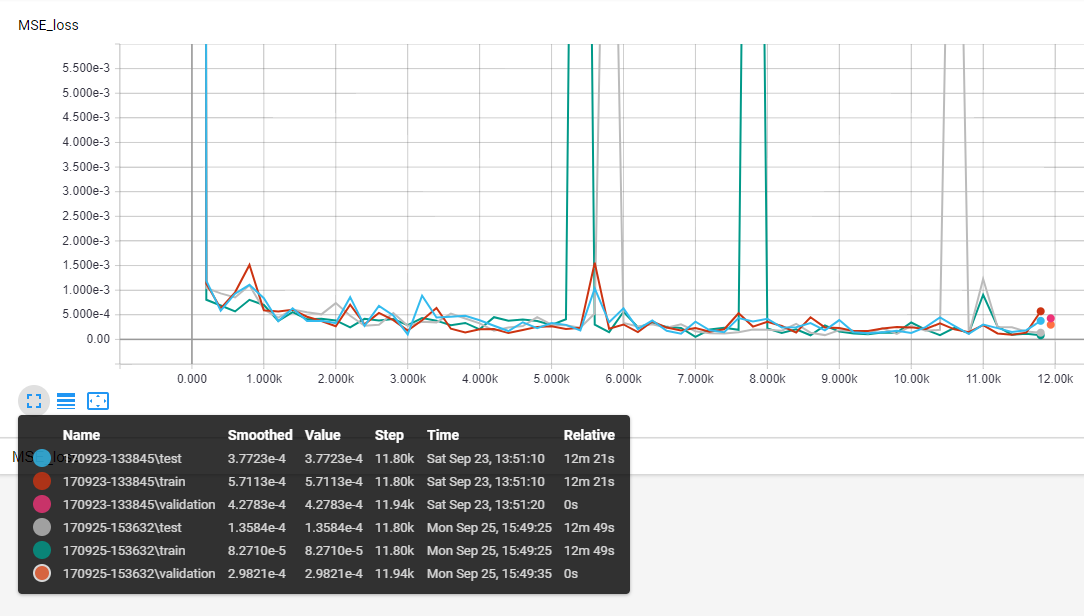 MSE_loss
5.500e-3
5.000e-3
4.500e-3
4.000e-3
3.500e-3
3.000e-3
2.500e-3
2.000e-3
1.500e-3
1.000e-3
5.000e-4
0.00
0.000 1.000k 2.000k 3.000k 4.000k 5.000k 6.000k 7.000k 8.000k 9.000k 10.00k 11.00k 12.00k
Name Smoothed Value Step Time Relative
170923-133845\test 3.7723e-4 3.7723e-4 11.80k Sat Sep 23, 13:51:10 12m 21s
170923-133845\train 5.7113e-4 5.7113e-4 11.80k Sat Sep 23, 13:51:10 12m 21s
170923-133845\validation 4.2783e-4 4.2783e-4 11.94k Sat Sep 23, 13:51:20 0s
170925-153632\test 1.3584e-4 1.3584e-4 11.80k Mon Sep 25, 15:49:25 12m 49s
170925-153632\train 8.2710e-5 8.2710e-5 11.80k Mon Sep 25, 15:49:25 12m 49s
170925-153632\validation 2.9821e-4 2.9821e-4 11.94k Mon Sep 25, 15:49:35 0s